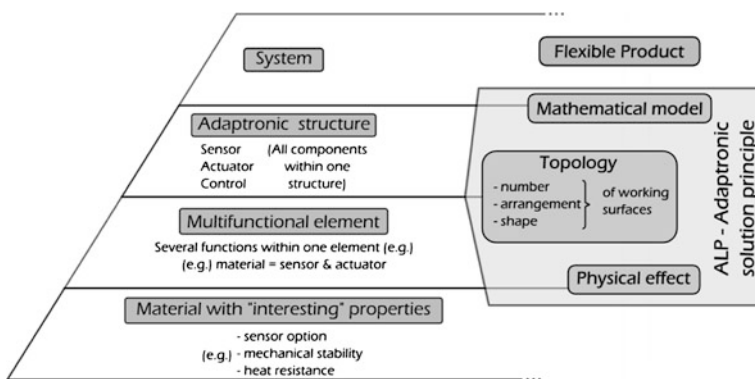 ...
System
Flexible Product
Adaptronic structure
Sensor (All components
Actuator within one
Control structure)
Mathematical model
Topology
- number
- arrangement
- shape
of working
surfaces
Multifunctional element
Several functions within one element (e.g.)
(e.g.) material = sensor & actuator
Physical effect
ALP - Adaptronic
solution principle
Material with "interesting" properties
- sensor option
(e.g.) - mechanical stability
- heat resistance
...